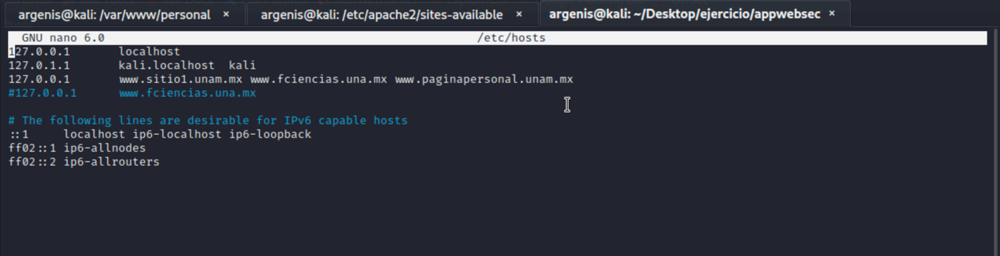 argenis@kali: /var/www/personal × argenis@kali: /etc/apache2/sites-available × argenis@kali: ~/Desktop/ejercicio/appwebsec ×
GNU nano 6.0 /etc/hosts
127.0.0.1 localhost
127.0.1.1 kali.localhost kali
127.0.0.1 www.sitio1.unam.mx www.fciencias.una.mx www.paginapersonal.unam.mx
#127.0.0.1 www.fciencias.una.mx
# The following lines are desirable for IPv6 capable hosts
::1 localhost ip6-localhost ip6-loopback
ff02::1 ip6-allnodes
ff02::2 ip6-allrouters